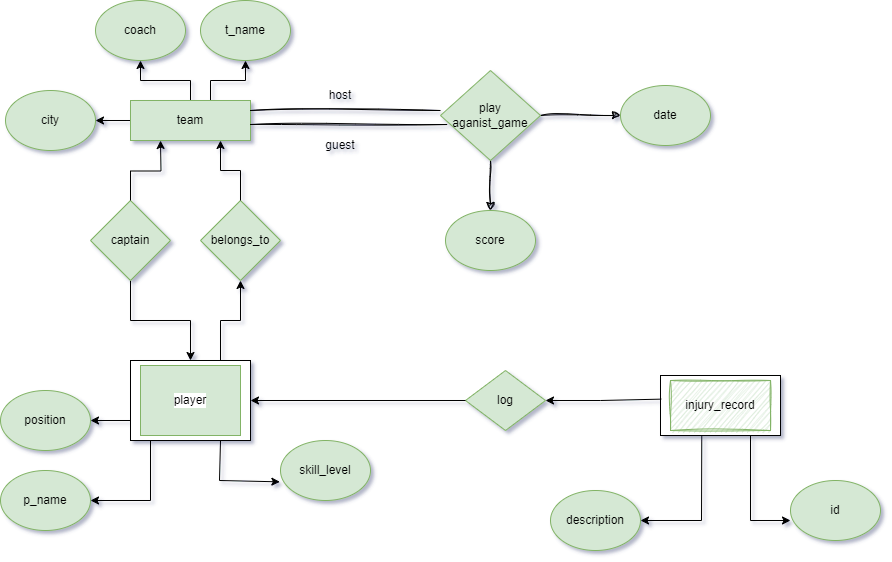 coach
t_name
city
team
host
guest
play
aganist_game
date
score
captain
belongs_to
player
position
p_name
skill_level
log
injury_record
description
id